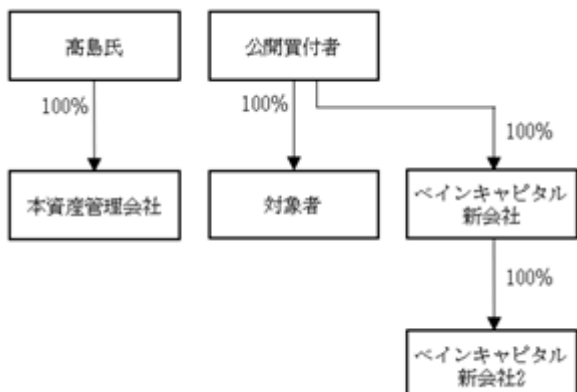 髙島氏
公開買付者
100%
100%
100%
本資産管理会社
対象者
ベインキャピタル
新会社
100%
ベインキャピタル
新会社2